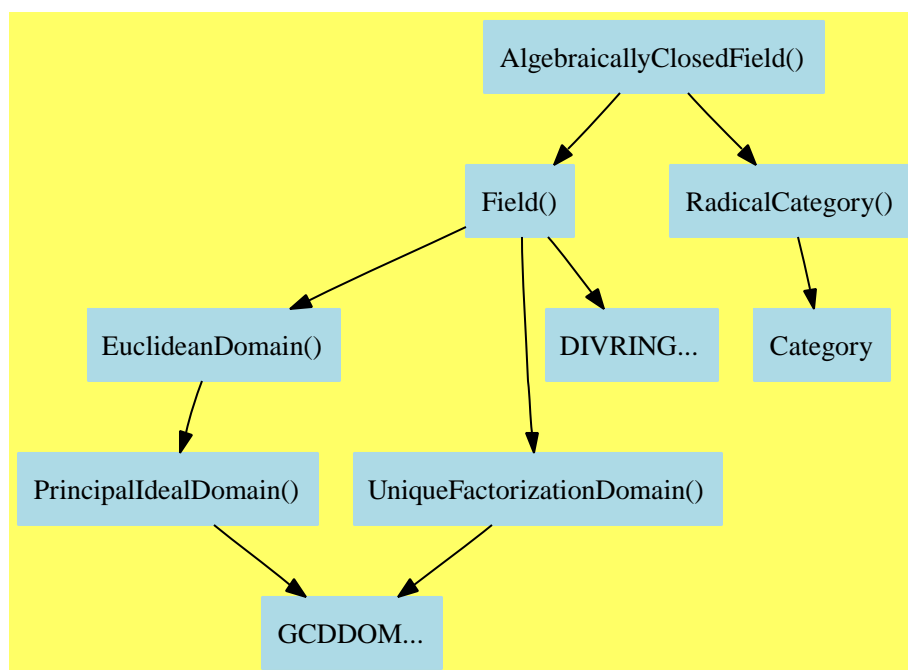 AlgebraicallyClosedField()
Field()
RadicalCategory()
EuclideanDomain()
DIVRING...
Category
PrincipalIdealDomain()
UniqueFactorizationDomain()
GCDDOM...